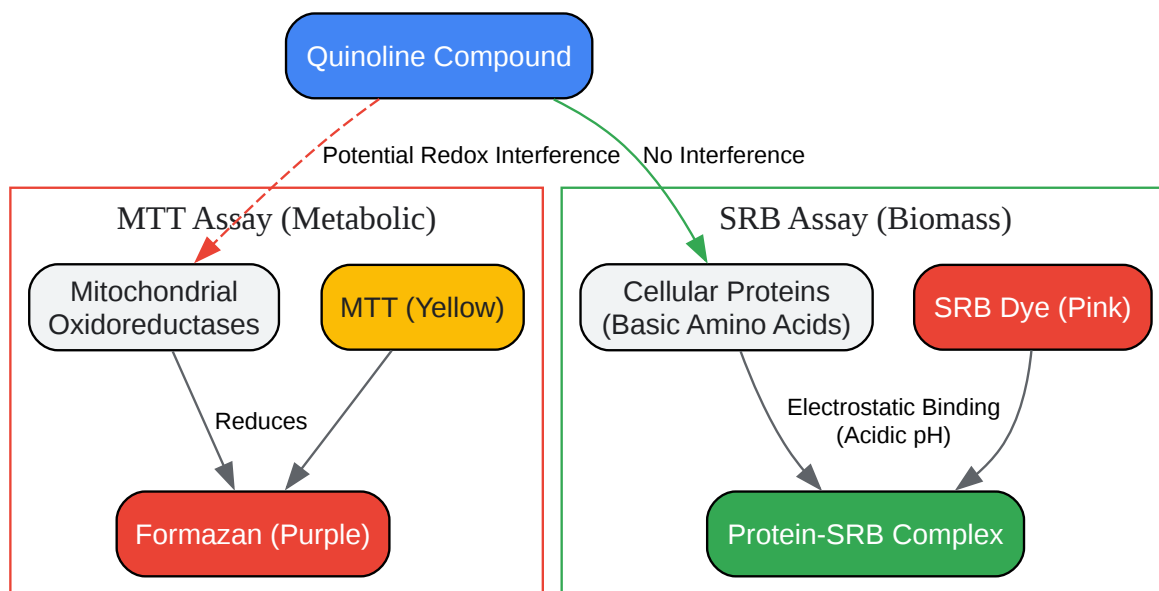 Quinoline Compound
Potential Redox Interference
No Interference
MTT Assay (Metabolic)
SRB Assay (Biomass)
Mitochondrial
Oxidoreductases
MTT (Yellow)
Cellular Proteins
(Basic Amino Acids)
SRB Dye (Pink)
Reduces
Electrostatic Binding
(Acidic pH)
Formazan (Purple)
Protein-SRB Complex